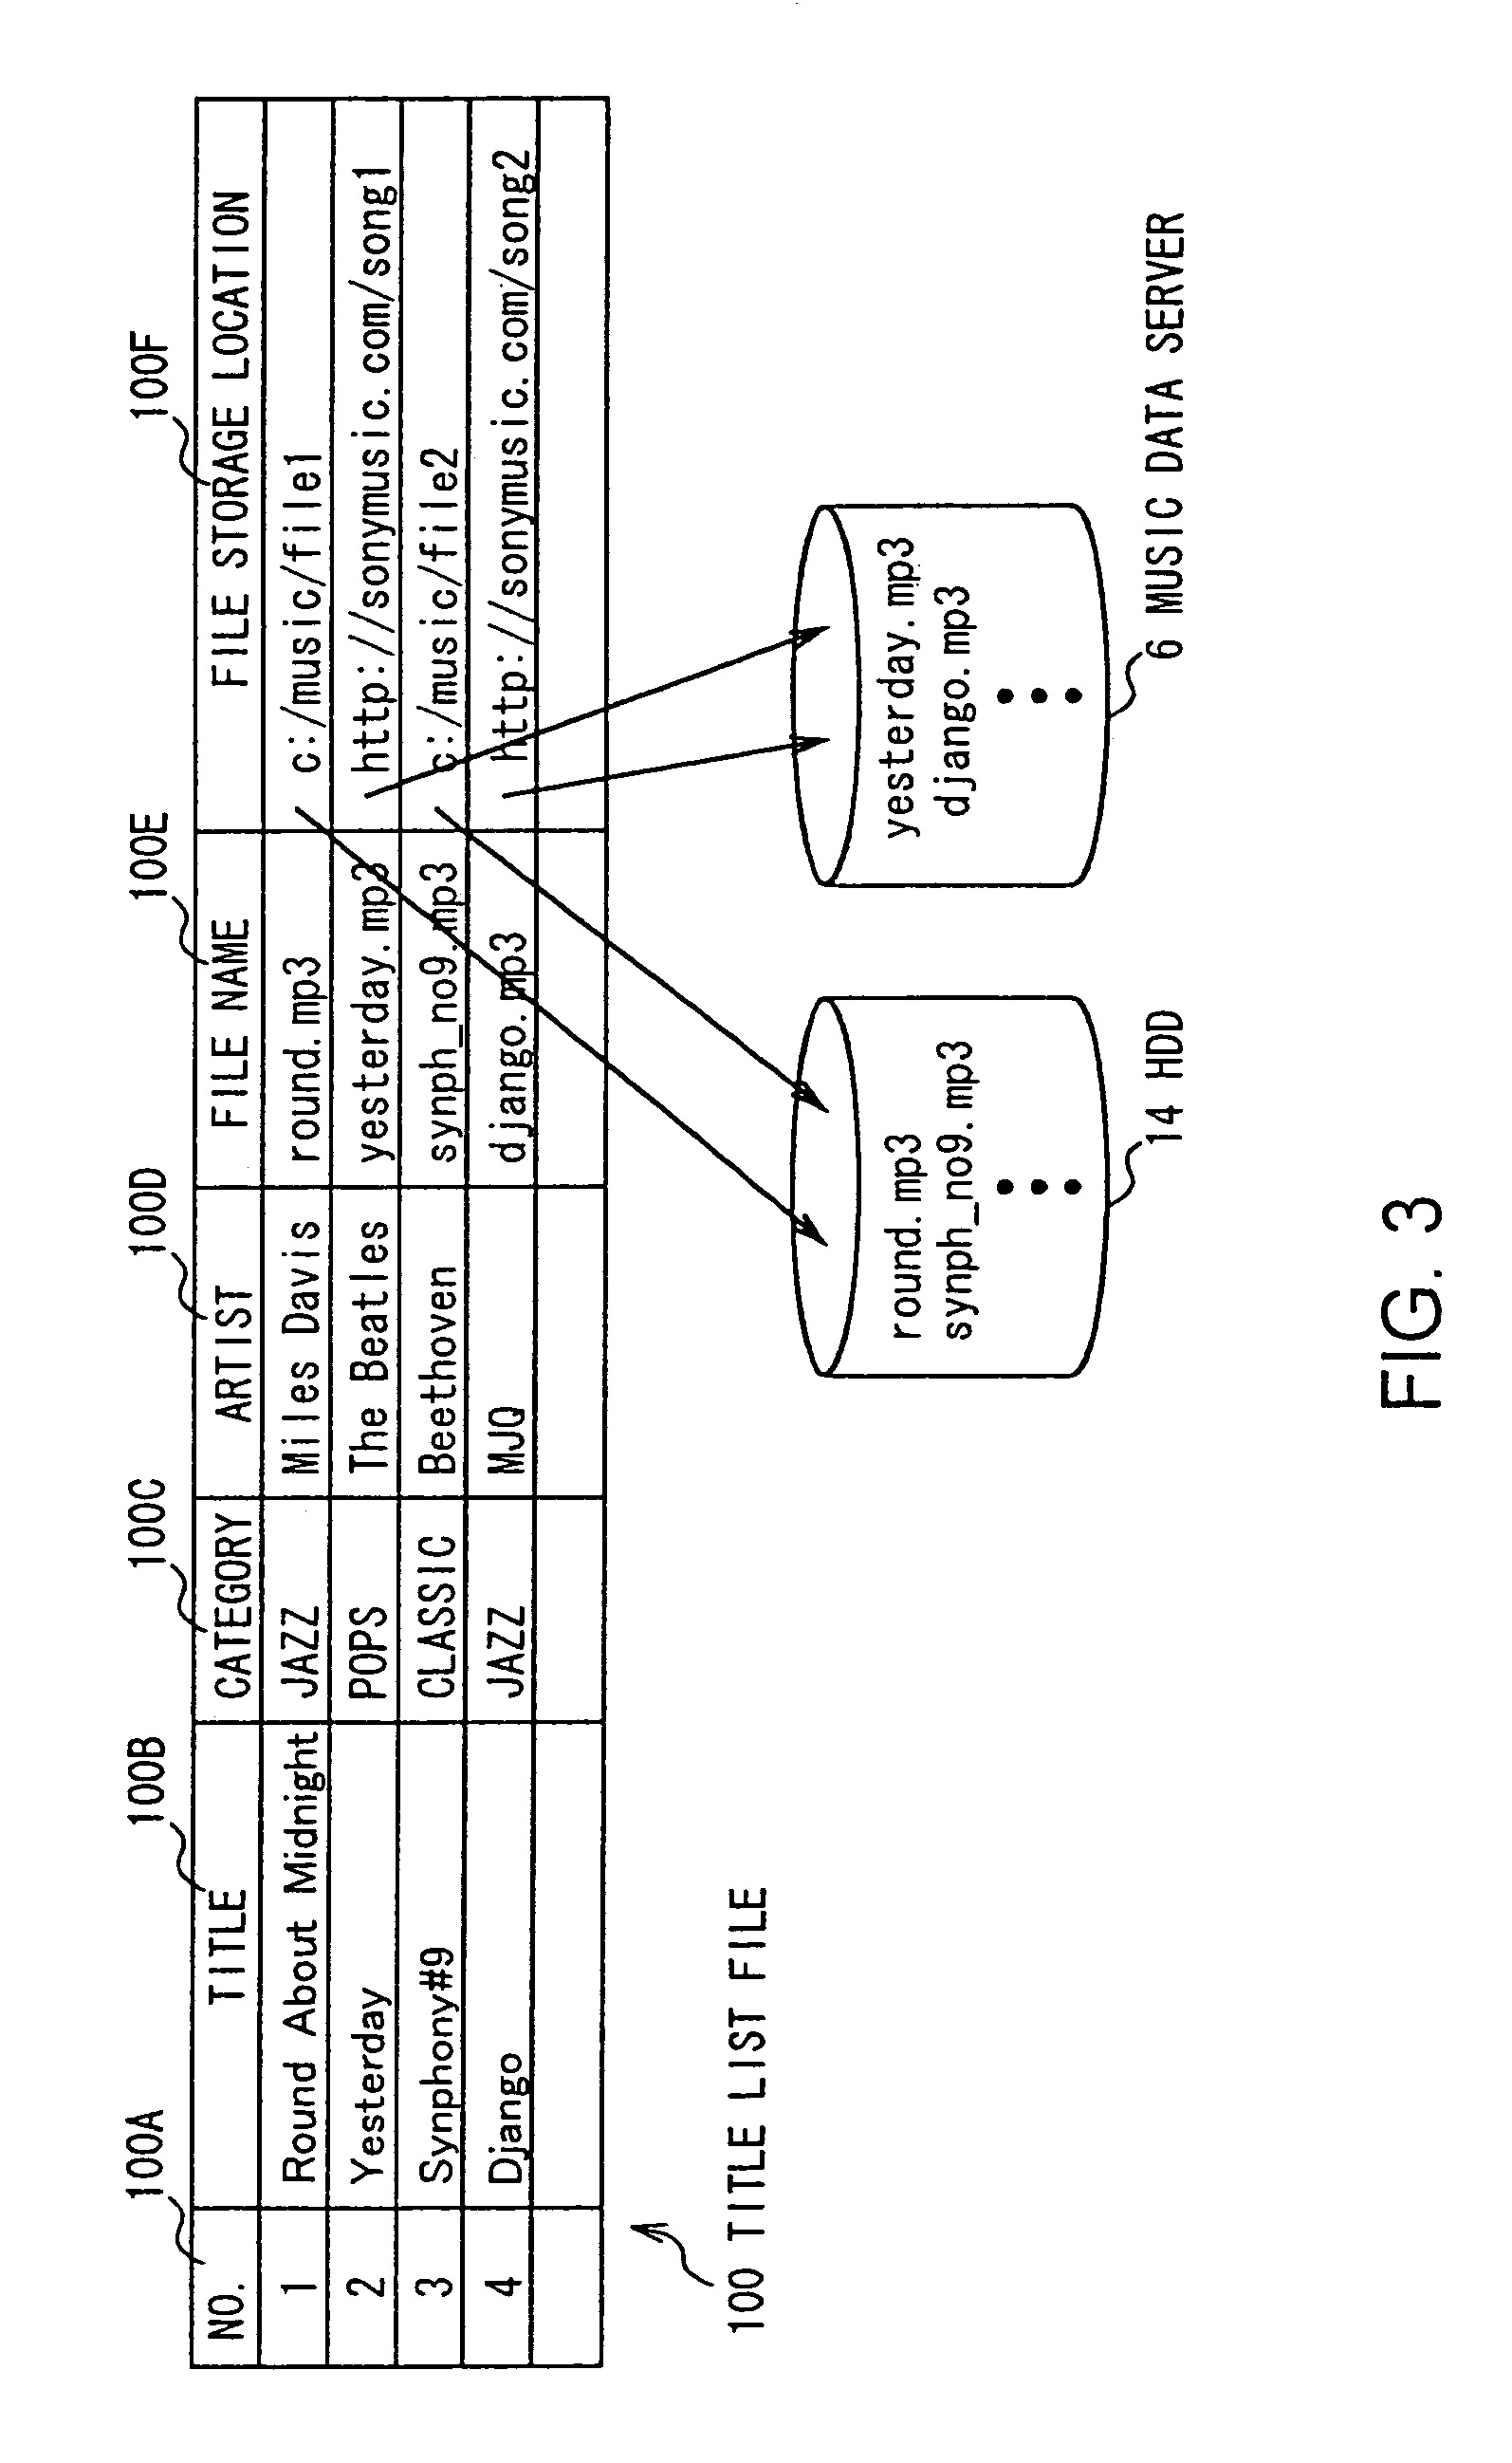 100A 100B 100C 100D 100E 100F
NO. TITLE CATEGORY ARTIST FILE NAME FILE STORAGE LOCATION
1 Round About Midnight JAZZ Miles Davis round.mp3 c:/music/file1
2 Yesterday POPS The Beatles yesterday.mp3 http://sonymusic.com/song1
3 Synphony#9 CLASSIC Beethoven synph_no9.mp3 c:/music/file2
4 Django JAZZ MJQ django.mp3 http://sonymusic.com/song2
100 TITLE LIST FILE
round.mp3
synph_no9.mp3
14 HDD
yesterday.mp3
django.mp3
6 MUSIC DATA SERVER
FIG. 3